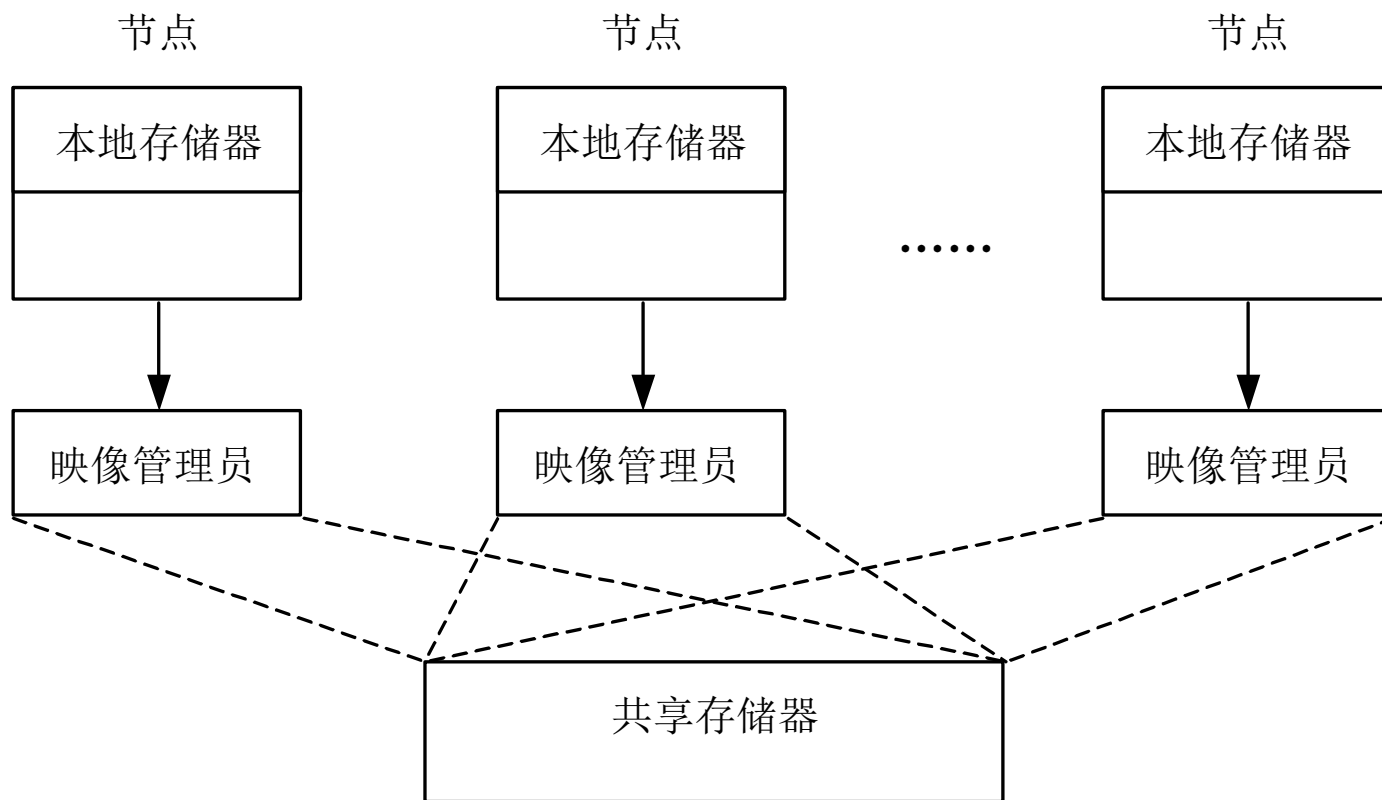 节点 节点 节点
本地存储器 本地存储器 本地存储器
......
映像管理员 映像管理员 映像管理员
共享存储器